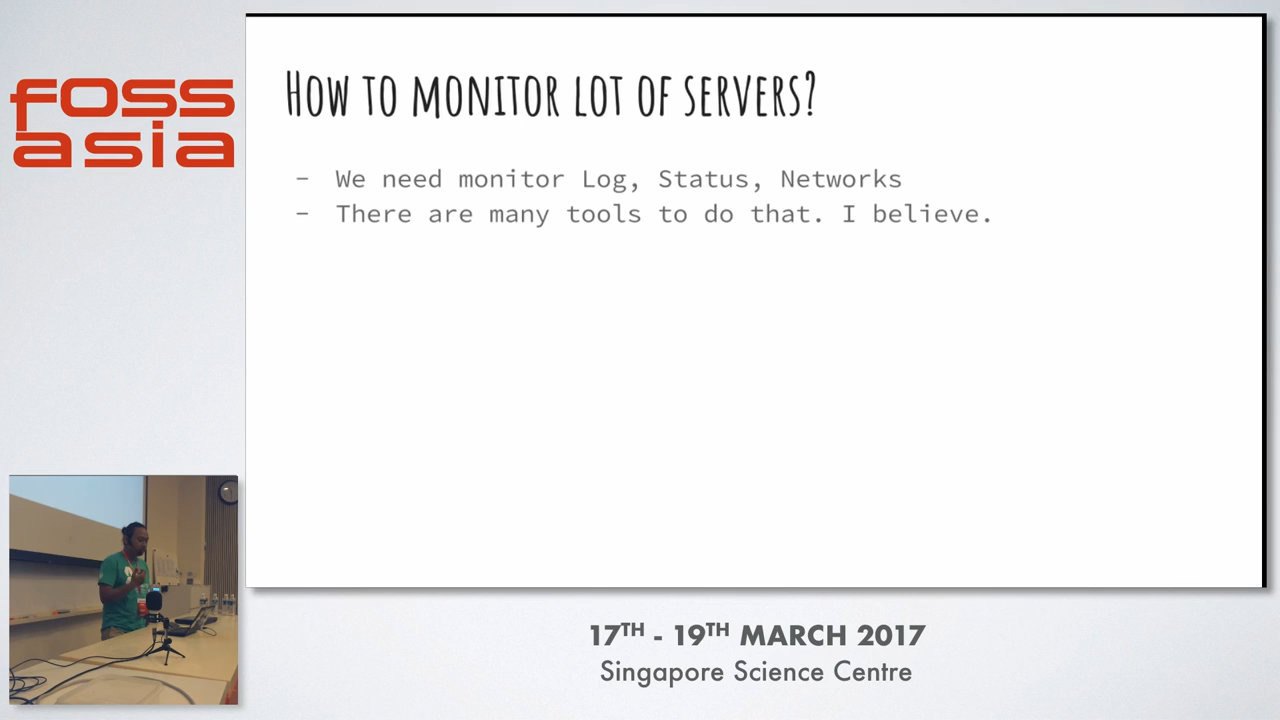 foss
asia
How to monitor lot of servers?
- We need monitor Log, Status, Networks
- There are many tools to do that. I believe.
17TH - 19TH MARCH 2017
Singapore Science Centre